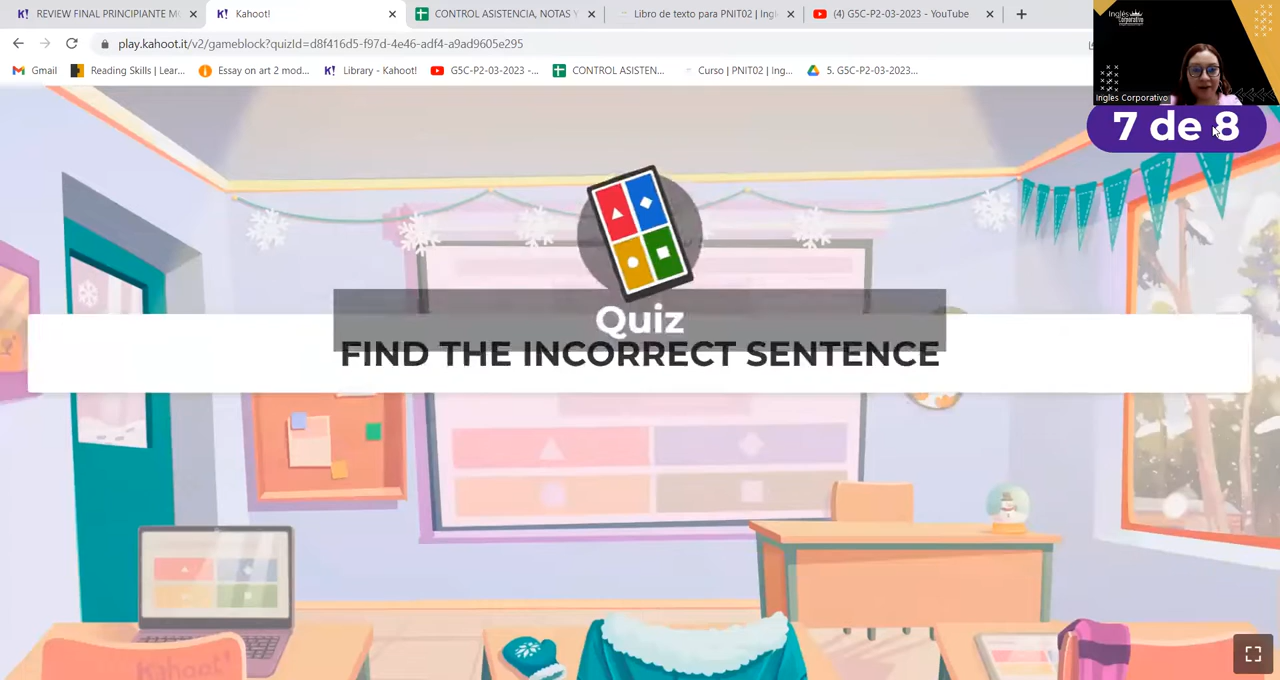 REVIEW FINAL PRINCIPIANTE M
Kahoot!
CONTROL ASISTENCIA, NOTAS Y
Libro de texto para PNIT02 | Ingl
(4) G5C-P2-03-2023 - YouTube
play.kahoot.it/v2/gameblock?quizId=d8f416d5-f97d-4e46-adf4-a9ad9605e295
Gmail
Reading Skills | Lear...
Essay on art 2 mod...
Library - Kahoot!
G5C-P2-03-2023 -...
CONTROL ASISTEN...
Curso | PNIT02 | Ing...
5. G5C-P2-03-2023...
Inglés
Corporativo
Ingles Corporativo
7 de 8
Quiz
FIND THE INCORRECT SENTENCE
Kahoot!